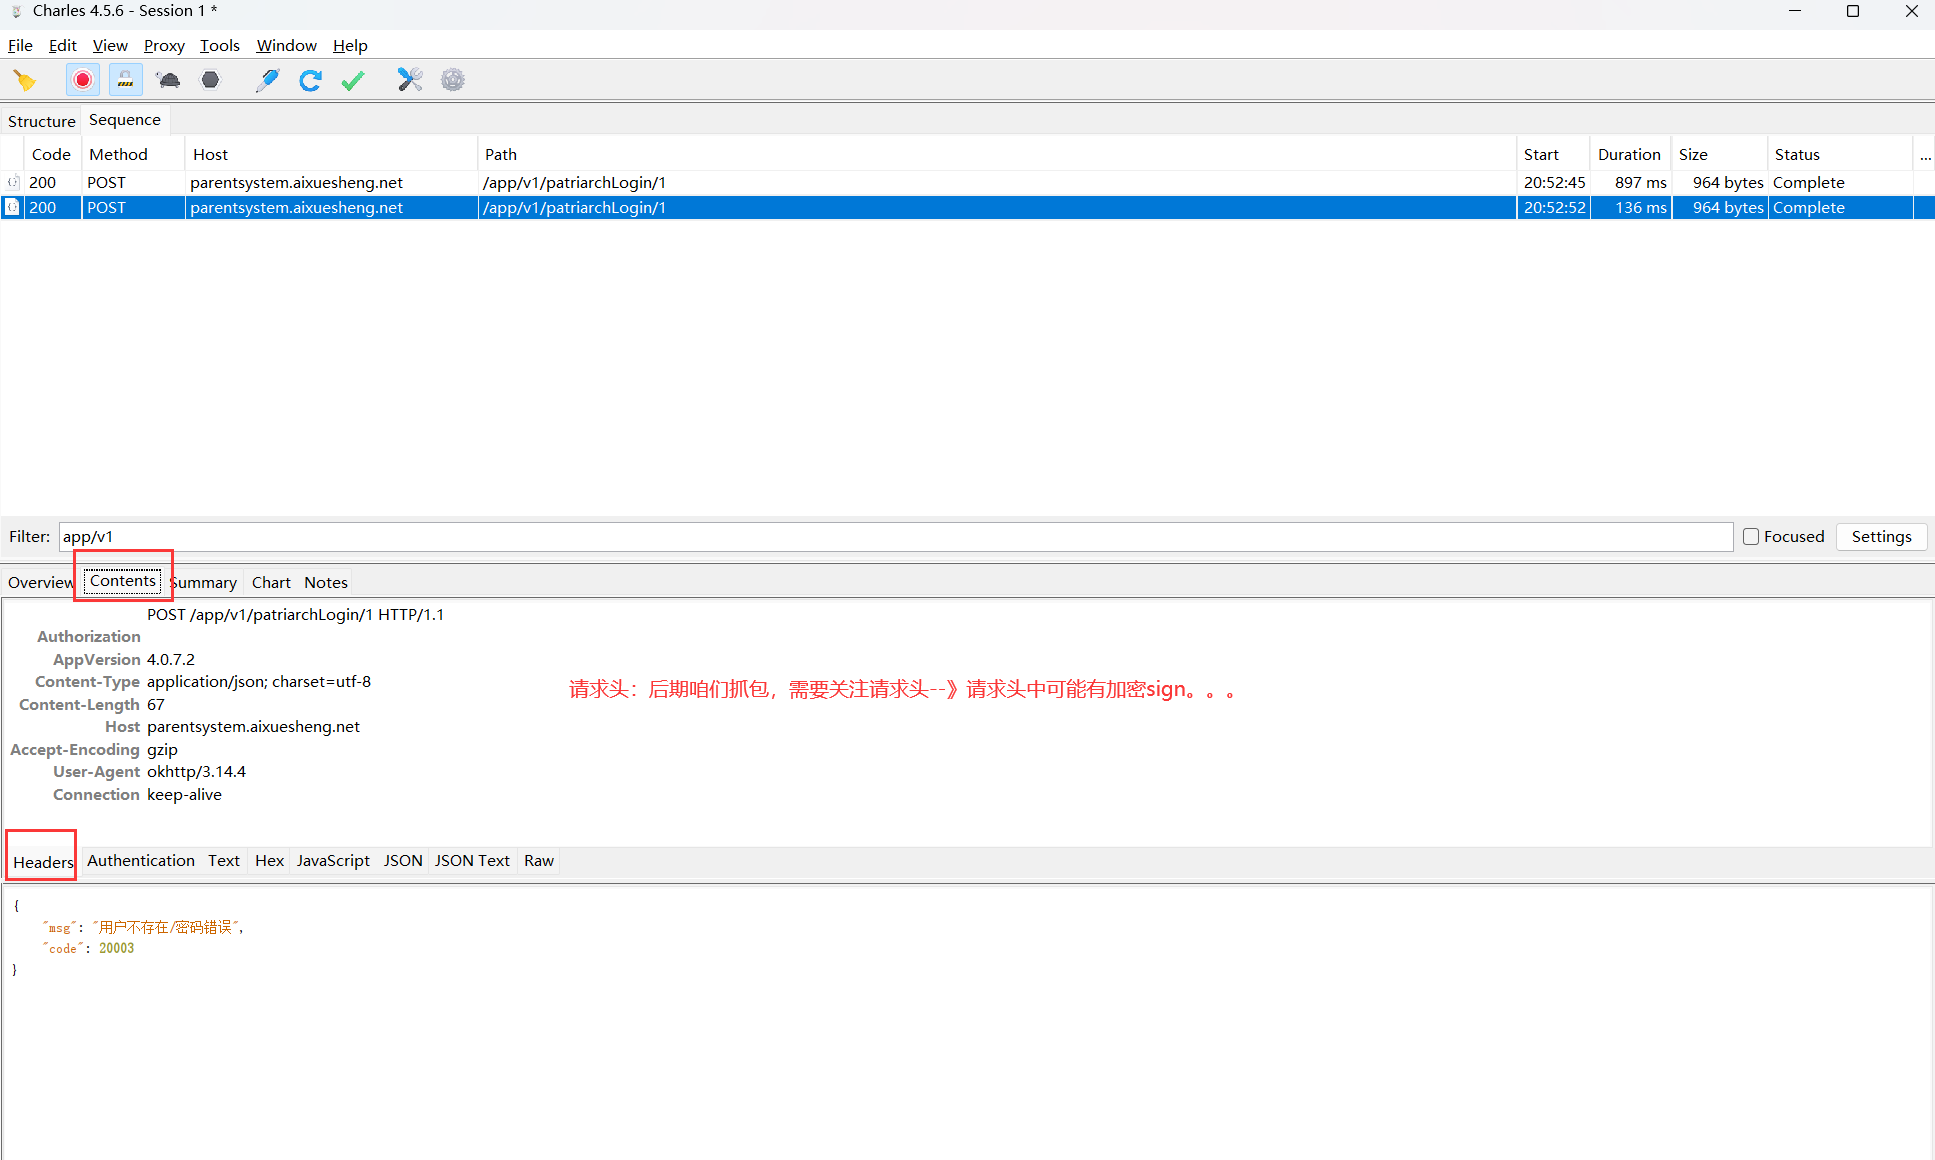 Charles 4.5.6 - Session 1 *
File Edit View Proxy Tools Window Help
Structure Sequence
Code Method Host Path Start Duration Size Status ...
200 POST parentsystem.aixuesheng.net /app/v1/patriarchLogin/1 20:52:45 897 ms 964 bytes Complete
200 POST parentsystem.aixuesheng.net /app/v1/patriarchLogin/1 20:52:52 136 ms 964 bytes Complete
Filter: app/v1 Focused Settings
Overview Contents Summary Chart Notes
POST /app/v1/patriarchLogin/1 HTTP/1.1
Authorization
AppVersion 4.0.7.2
Content-Type application/json; charset=utf-8
请求头：后期咱们抓包，需要关注请求头--》请求头中可能有加密sign。。。
Content-Length 67
Host parentsystem.aixuesheng.net
Accept-Encoding gzip
User-Agent okhttp/3.14.4
Connection keep-alive
Headers Authentication Text Hex JavaScript JSON JSON Text Raw
{
"msg": "用户不存在/密码错误",
"code": 20003
}